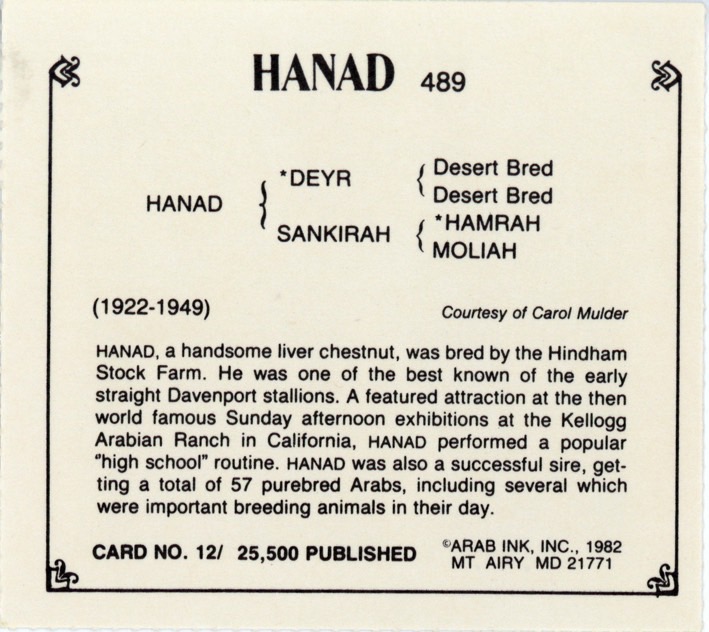 HANAD 489
*DEYR
Desert Bred
Desert Bred
HANAD
SANKIRAH
*HAMRAH
MOLIAH
(1922-1949)
Courtesy of Carol Mulder
HANAD, a handsome liver chestnut, was bred by the Hindham
Stock Farm. He was one of the best known of the early
straight Davenport stallions. A featured attraction at the then
world famous Sunday afternoon exhibitions at the Kellogg
Arabian Ranch in California, HANAD performed a popular
"high school" routine. HANAD was also a successful sire, get-
ting a total of 57 purebred Arabs, including several which
were important breeding animals in their day.
CARD NO. 12/ 25,500 PUBLISHED
©ARAB INK, INC., 1982
MT AIRY MD 21771